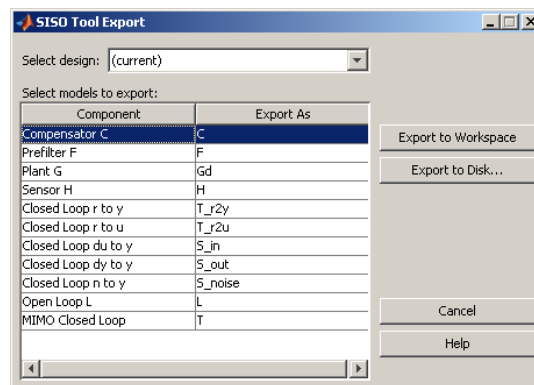 SISO Tool Export
Select design: (current)
Select models to export:
Component Export As
Compensator C C
Prefilter F F
Plant G Gd
Sensor H H
Closed Loop r to y T_r2y
Closed Loop r to u T_r2u
Closed Loop du to y S_in
Closed Loop dy to y S_out
Closed Loop n to y S_noise
Open Loop L L
MIMO Closed Loop T
Export to Workspace
Export to Disk...
Cancel
Help